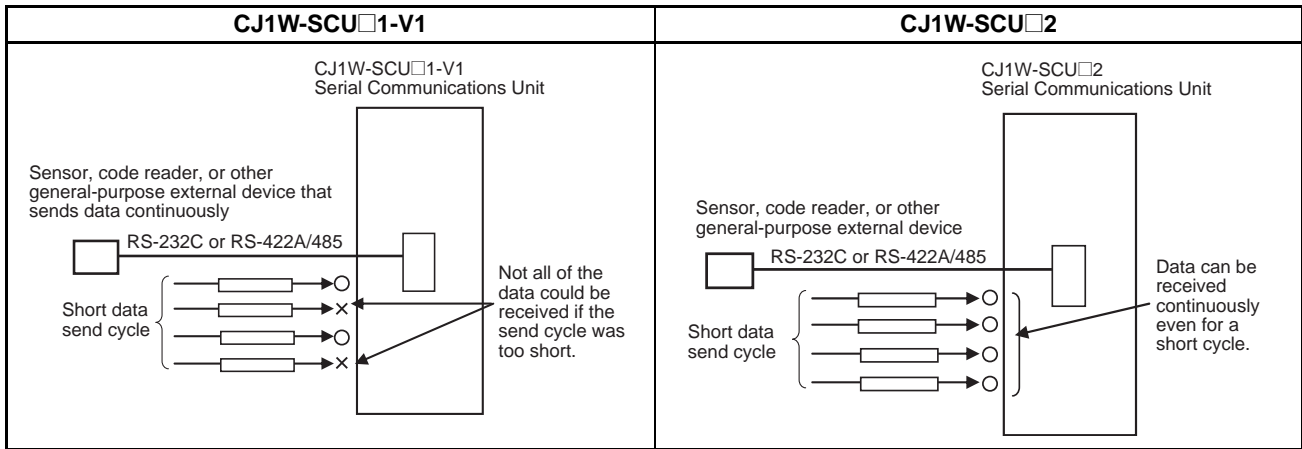 CJ1W-SCU□1-V1
CJ1W-SCU□2
CJ1W-SCU□1-V1
Serial Communications Unit
Sensor, code reader, or other
general-purpose external device that
sends data continuously
RS-232C or RS-422A/485
Short data
send cycle
Not all of the
data could be
received if the
send cycle was
too short.
CJ1W-SCU□2
Serial Communications Unit
Sensor, code reader, or other
general-purpose external device
RS-232C or RS-422A/485
Short data
send cycle
Data can be
received
continuously
even for a
short cycle.